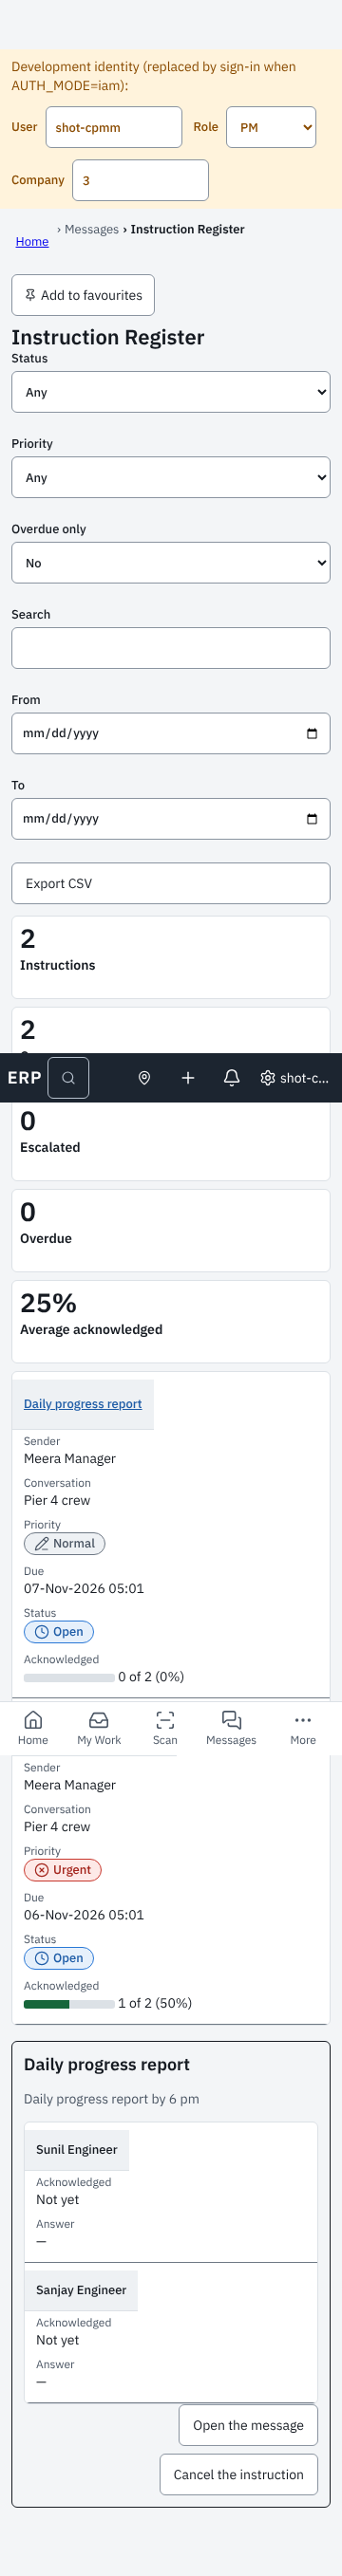 Development identity (replaced by sign-in when
AUTH_MODE=iam):
User shot-cpmm Role PM
Company 3
Home › Messages › Instruction Register
Add to favourites
Instruction Register
Status
Any
Priority
Any
Overdue only
No
Search
From
mm/dd/yyyy
To
mm/dd/yyyy
Export CSV
2
Instructions
2
ERP shot-c...
0
Escalated
0
Overdue
25%
Average acknowledged
Daily progress report
Sender
Meera Manager
Conversation
Pier 4 crew
Priority
Normal
Due
07-Nov-2026 05:01
Status
Open
Acknowledged
0 of 2 (0%)
Home My Work Scan Messages More
Sender
Meera Manager
Conversation
Pier 4 crew
Priority
Urgent
Due
06-Nov-2026 05:01
Status
Open
Acknowledged
1 of 2 (50%)
Daily progress report
Daily progress report by 6 pm
Sunil Engineer
Acknowledged
Not yet
Answer
—
Sanjay Engineer
Acknowledged
Not yet
Answer
—
Open the message
Cancel the instruction